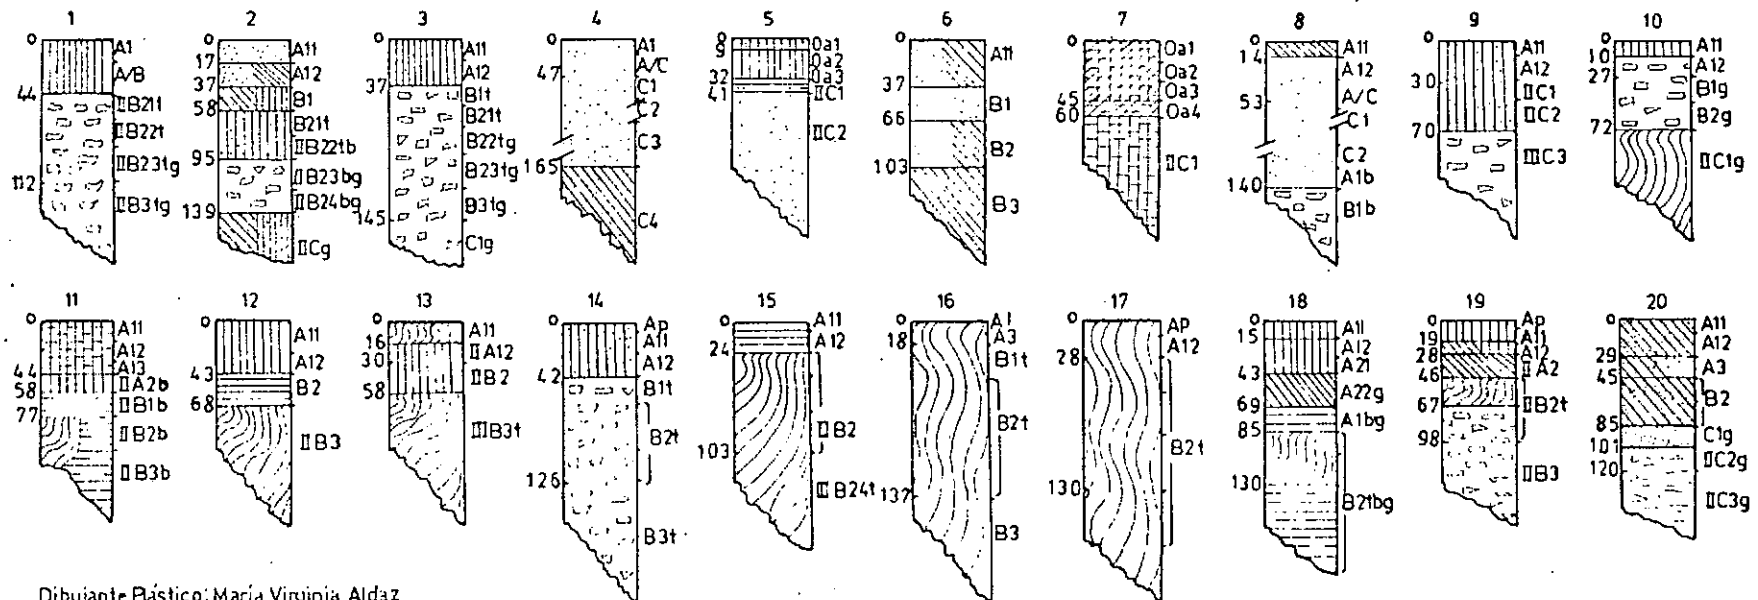 1 2 3 4 5 6 7 8 9 10
0 44 112 A1 A/B IIB21t IIB22t IIB23tg IIB3tg
0 17 37 58 95 139 A11 A12 B1 B21t IIB22tb IIB23bg IIB24bg IICg
0 37 145 A11 A12 B1t B21t B22tg B23tg B3tg C1g
0 47 165 A1 A/C C1 C2 C3 C4
0 9 32 41 Oa1 Oa2 Oa3 IIC1 IIC2
0 37 66 103 A11 B1 B2 B3
0 45 60 Oa1 Oa2 Oa3 Oa4 IIC1
0 14 53 140 A11 A12 A/C C1 C2 A1b B1b
0 30 70 A11 A12 IIC1 IIC2 IIIC3
0 10 27 72 A11 A12 B1g B2g IIC1g
11 12 13 14 15 16 17 18 19 20
0 44 58 77 A11 A12 A13 IIA2b IIB1b IIB2b IIB3b
0 43 68 A11 A12 B2 IIB3
0 16 30 58 A11 IIA12 IIB2 IIIB3t
0 42 126 Ap A11 A12 B1t B2t B3t
0 24 103 A11 A12 IIB2 B24t
0 18 137 A1 A3 B1t B2t B3
0 28 130 Ap A12 B2t
0 15 43 69 85 130 A11 A12 A21 A22g A1bg B21bg
0 19 28 46 67 98 Ap A11 A12 IIA2 IIB2t IIB3
0 29 45 85 101 120 A11 A12 A3 B2 C1g IIC2g IIC3g
Dibujante Plástico: María Virginia Aldaz